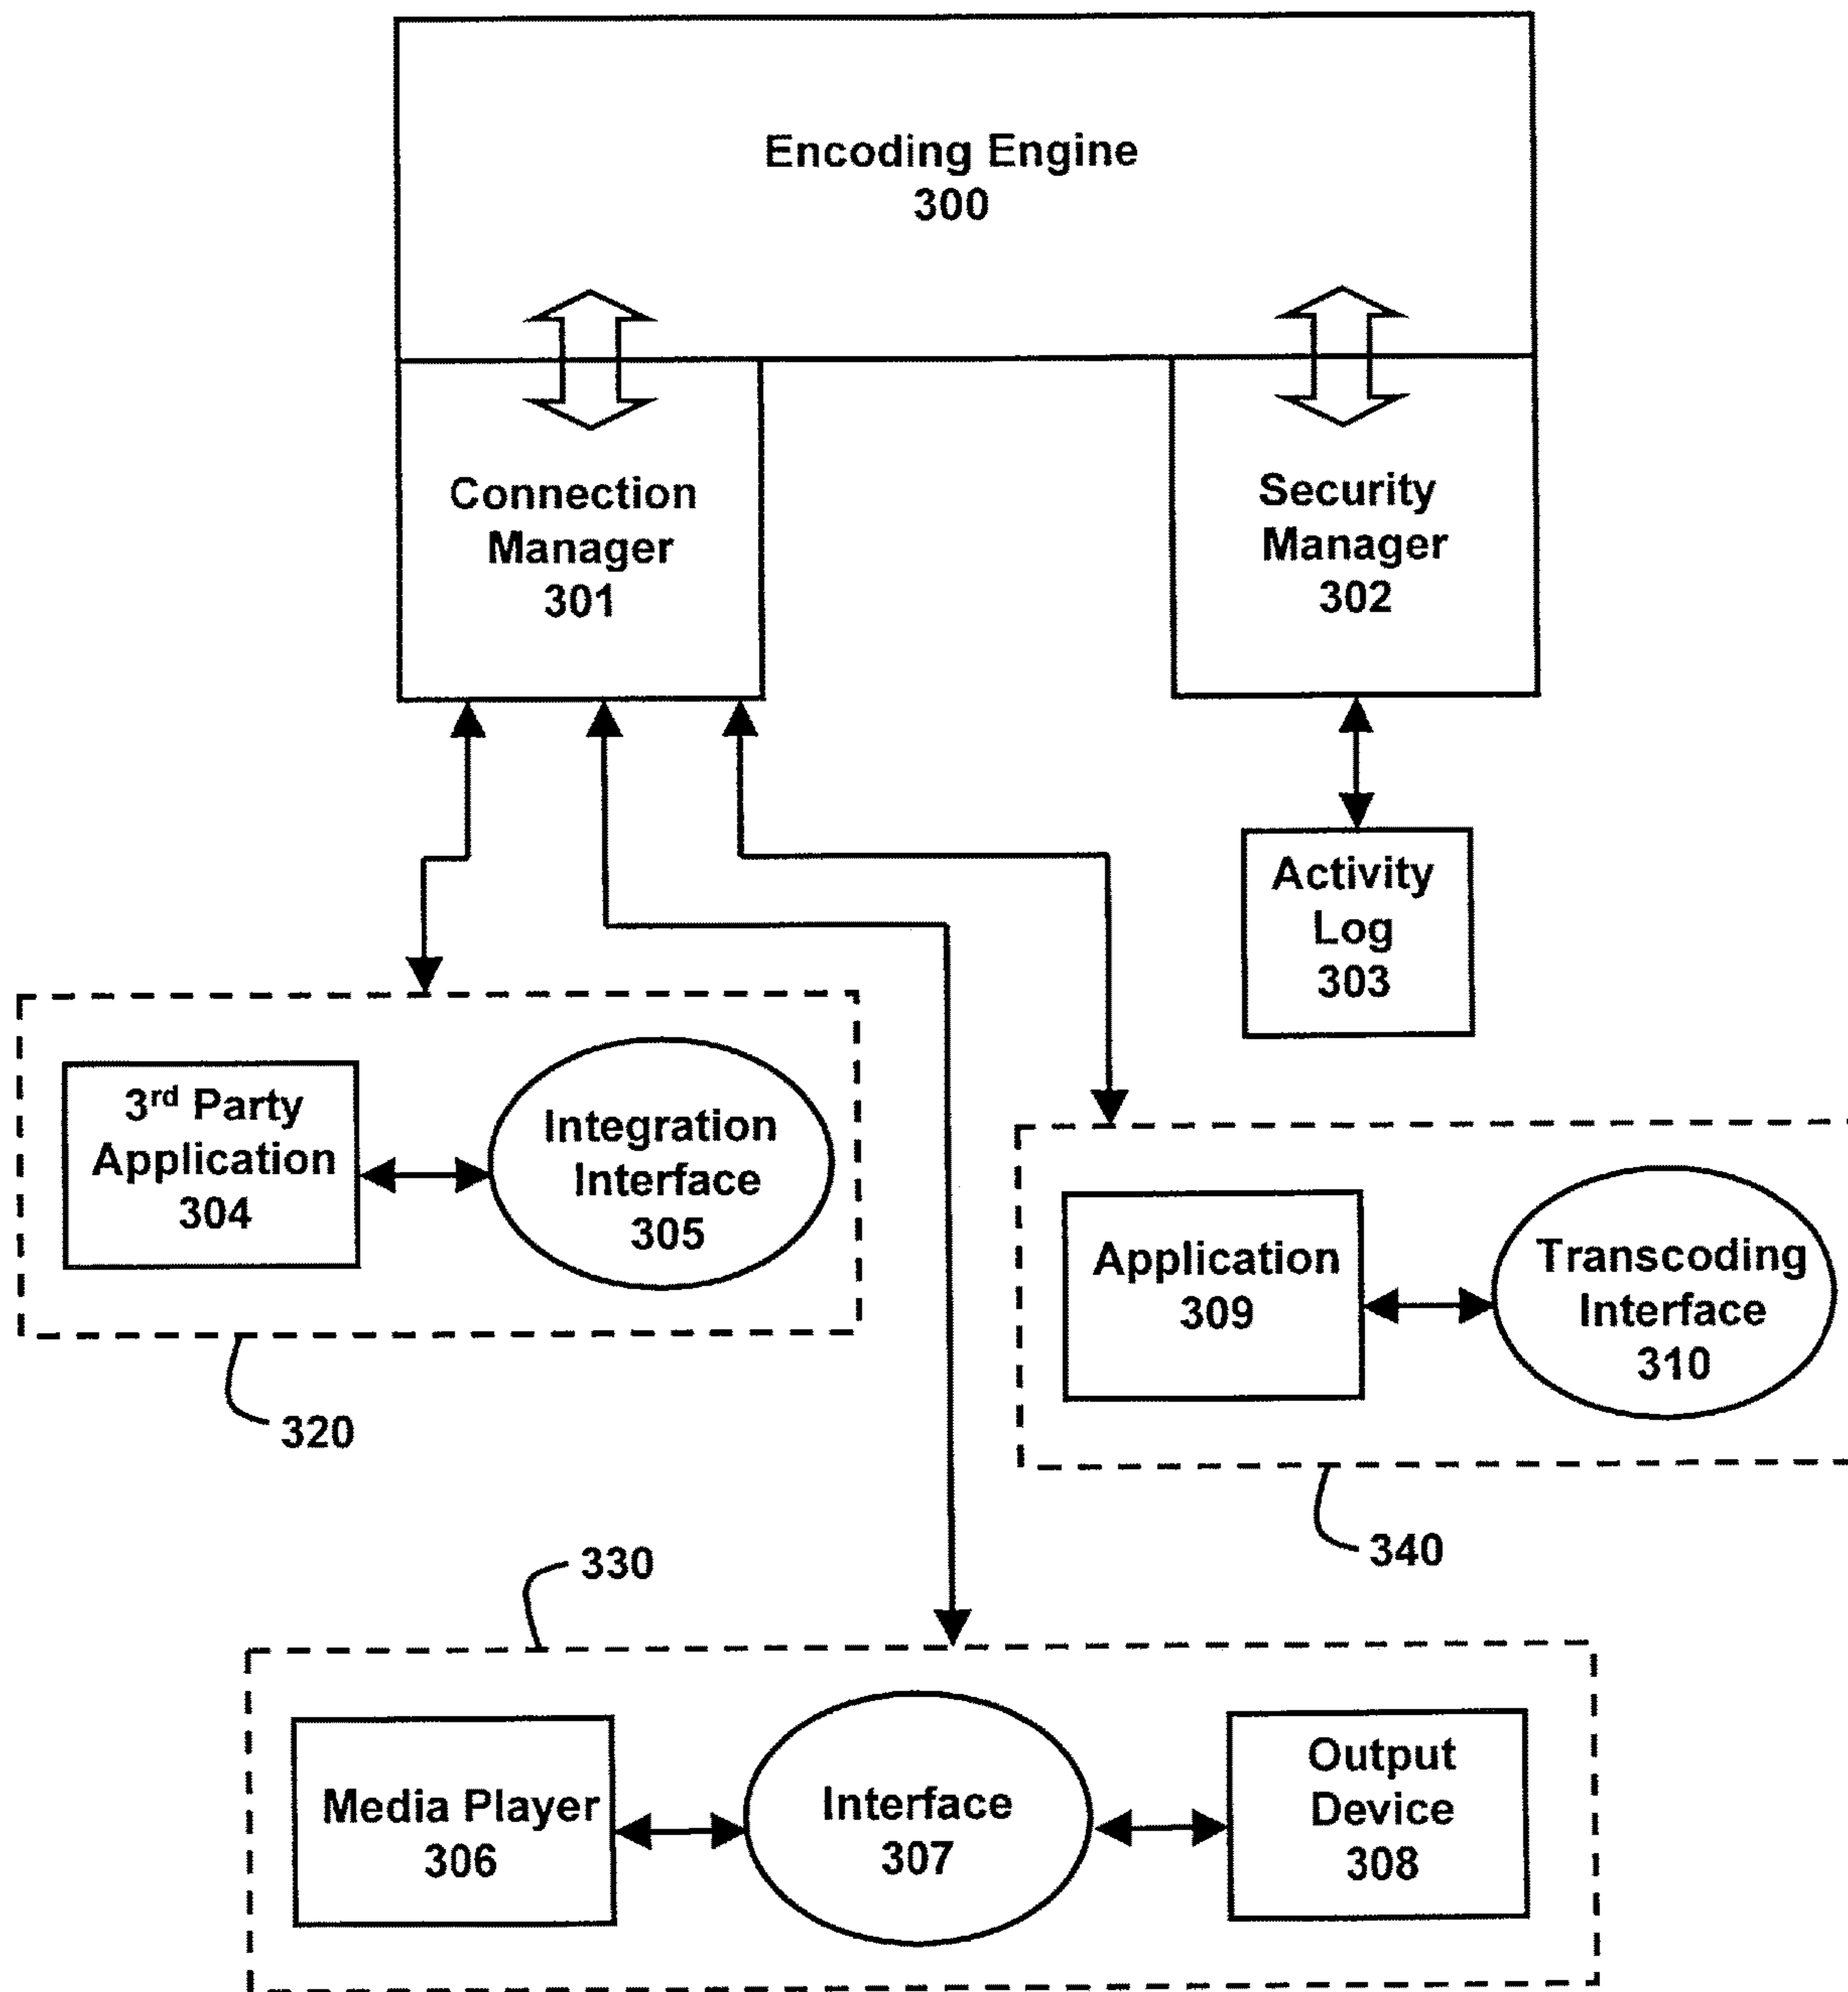 Encoding Engine
300
Connection
Manager
301
Security
Manager
302
Activity
Log
303
3rd Party
Application
304
Integration
Interface
305
320
Application
309
Transcoding
Interface
310
340
330
Media Player
306
Interface
307
Output
Device
308